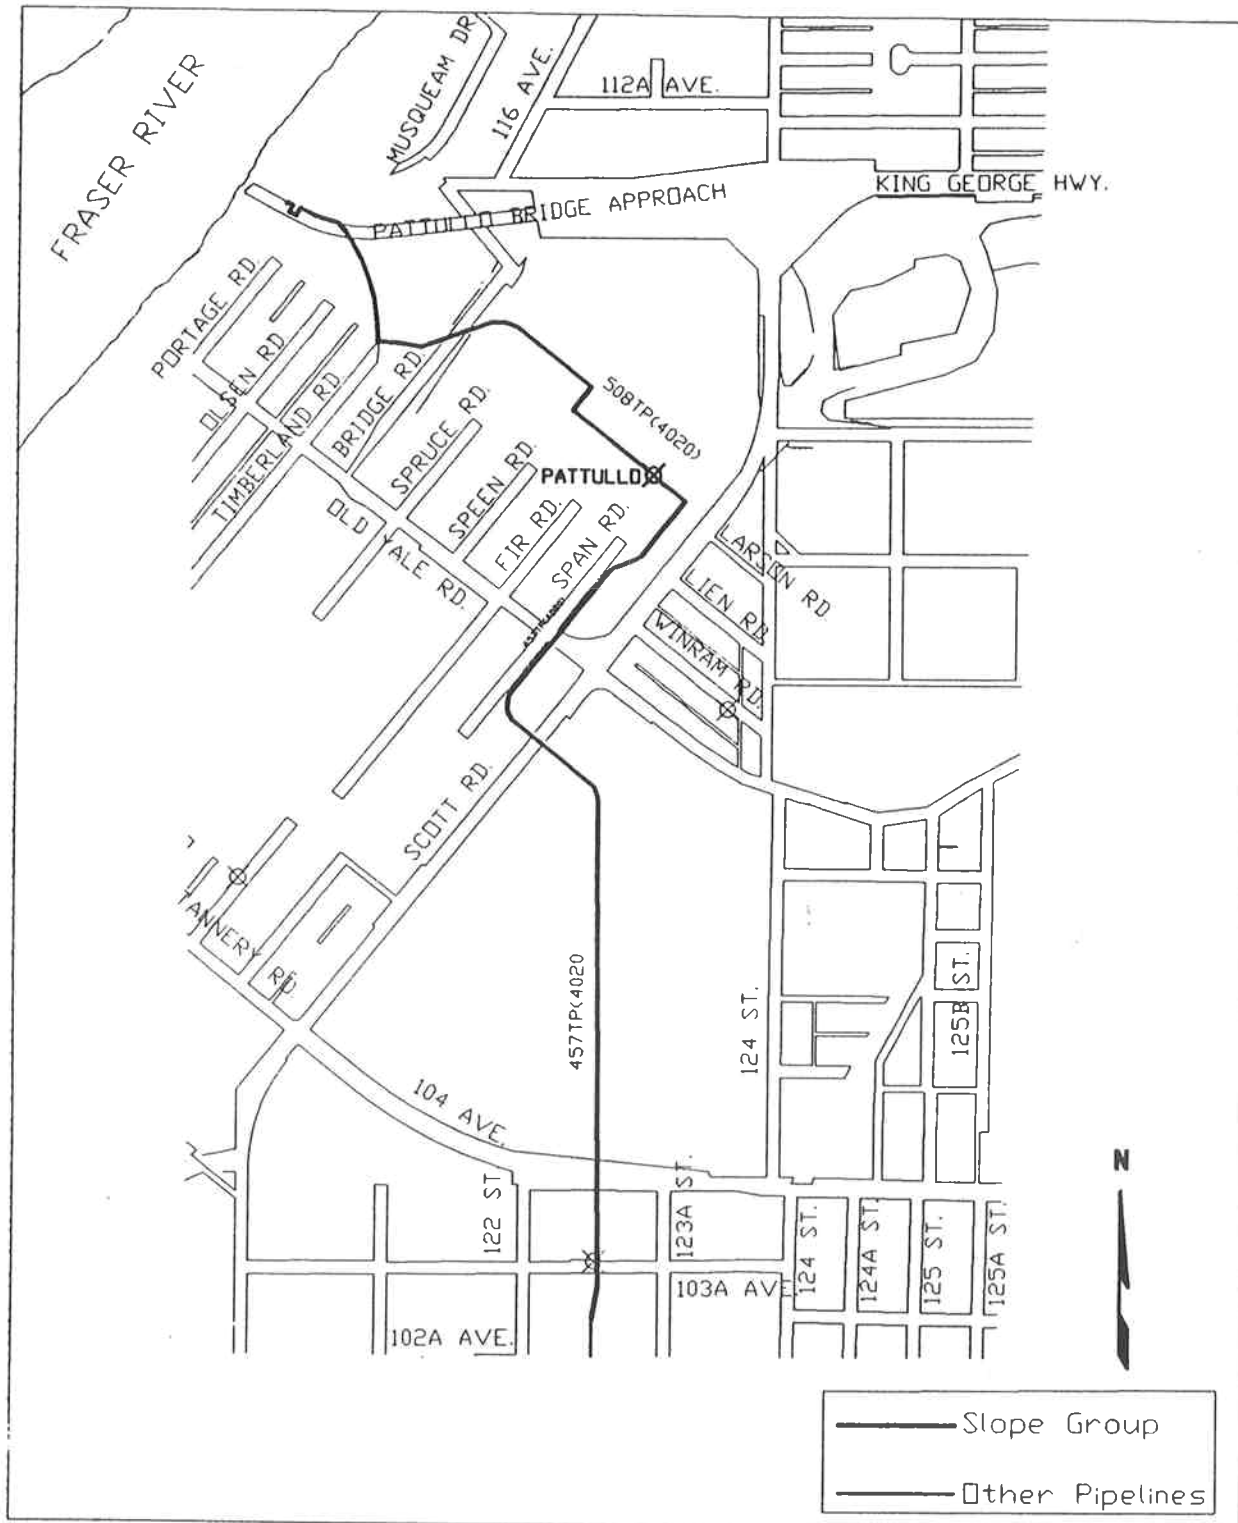 FRASER RIVER
MUSQUEAM DR
116 AVE.
112A AVE.
KING GEORGE HWY.
PATTULLO BRIDGE APPROACH
PORTAGE RD.
OLSEN RD
TIMBERLAND RD.
BRIDGE RD.
SPRUCE RD.
SPEEN RD.
FIR RD.
SPAN RD.
508TP(4020)
PATTULLO
OLD YALE RD.
LARSON RD.
LIEN RD.
WINRAM RD.
SCOTT RD.
TANNERY RD.
457TP(4020
124 ST.
125B ST.
104 AVE.
122 ST
123A ST.
124 ST.
124A ST.
125 ST.
125A ST.
103A AVE.
102A AVE.
N
Slope Group
Other Pipelines